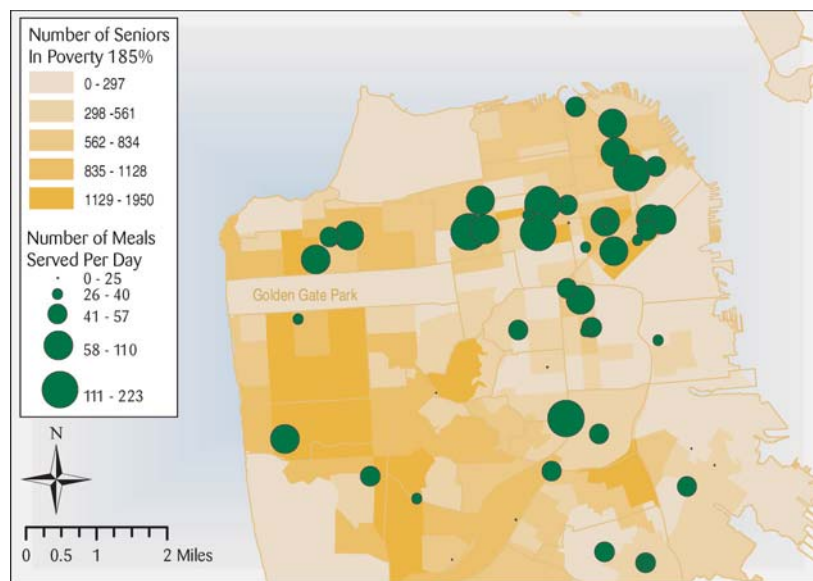 Number of Seniors
In Poverty 185%
0 - 297
298 -561
562 - 834
835 - 1128
1129 - 1950
Number of Meals
Served Per Day
0 - 25
26 - 40
41 - 57
58 - 110
111 - 223
Golden Gate Park
N
0 0.5 1 2 Miles